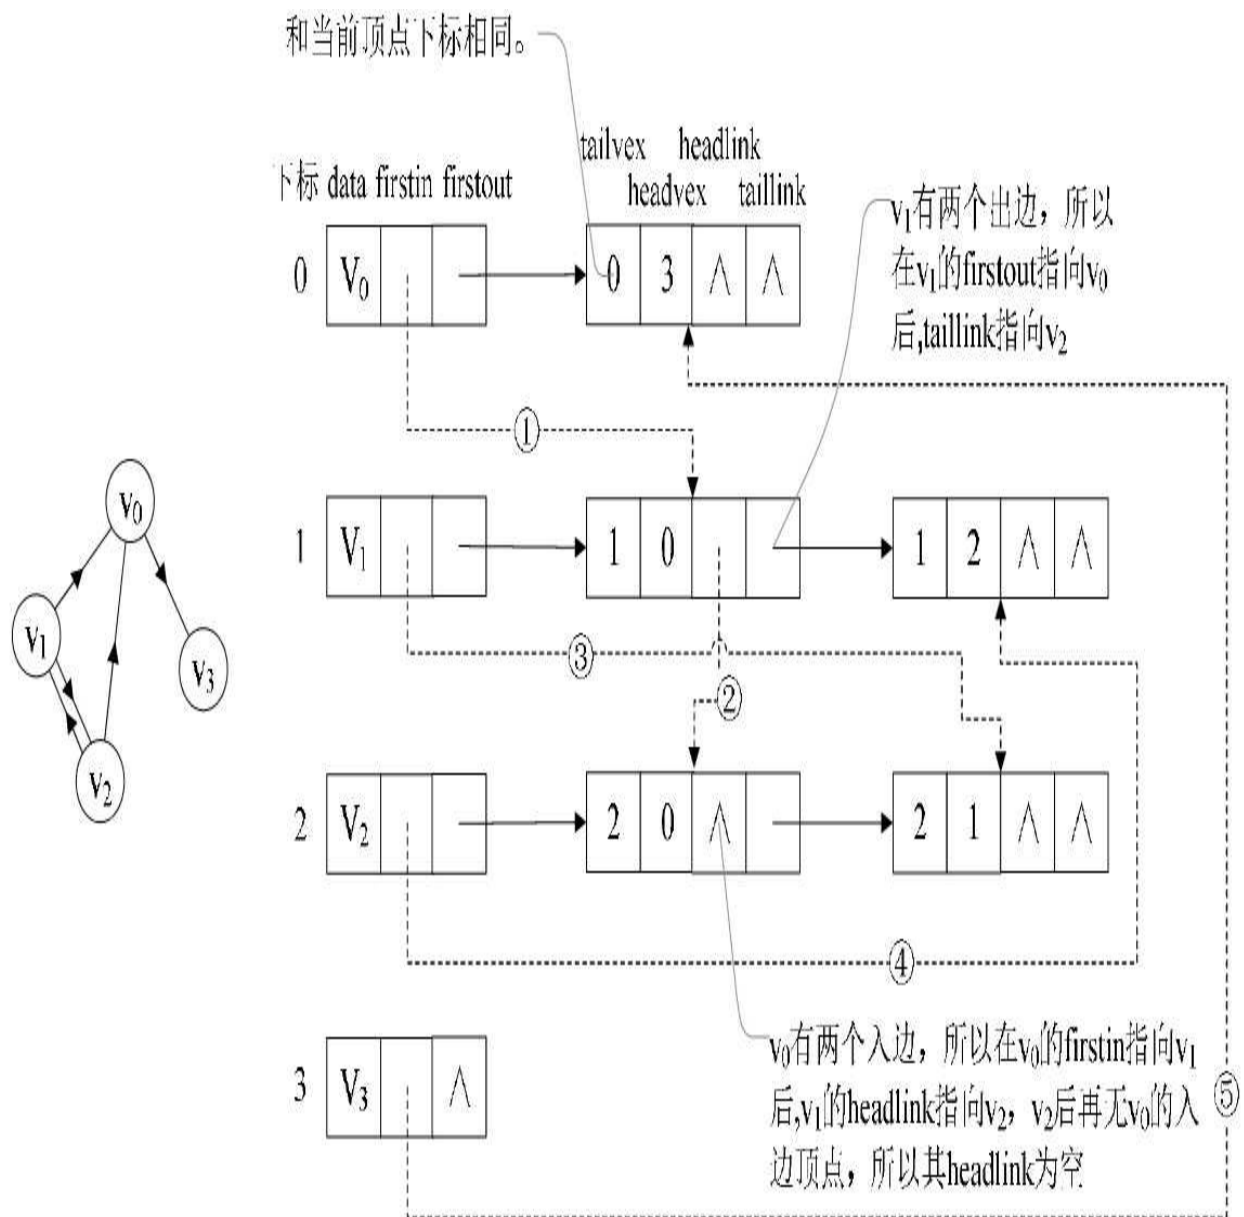 和当前顶点下标相同。
tailvex headlink
下标 data firstin firstout
headvex taillink
v₁有两个出边，所以
在v₁的firstout指向v₀
后,taillink指向v₂
0 V₀ 0 3 ∧ ∧
①
v₀
1 V₁ 1 0 1 2 ∧ ∧
v₁
v₃
③
②
v₂
2 V₂ 2 0 ∧ 2 1 ∧ ∧
④
3 V₃ ∧
v₀有两个入边，所以在v₀的firstin指向v₁
后,v₁的headlink指向v₂，v₂后再无v₀的入
边顶点，所以其headlink为空
⑤